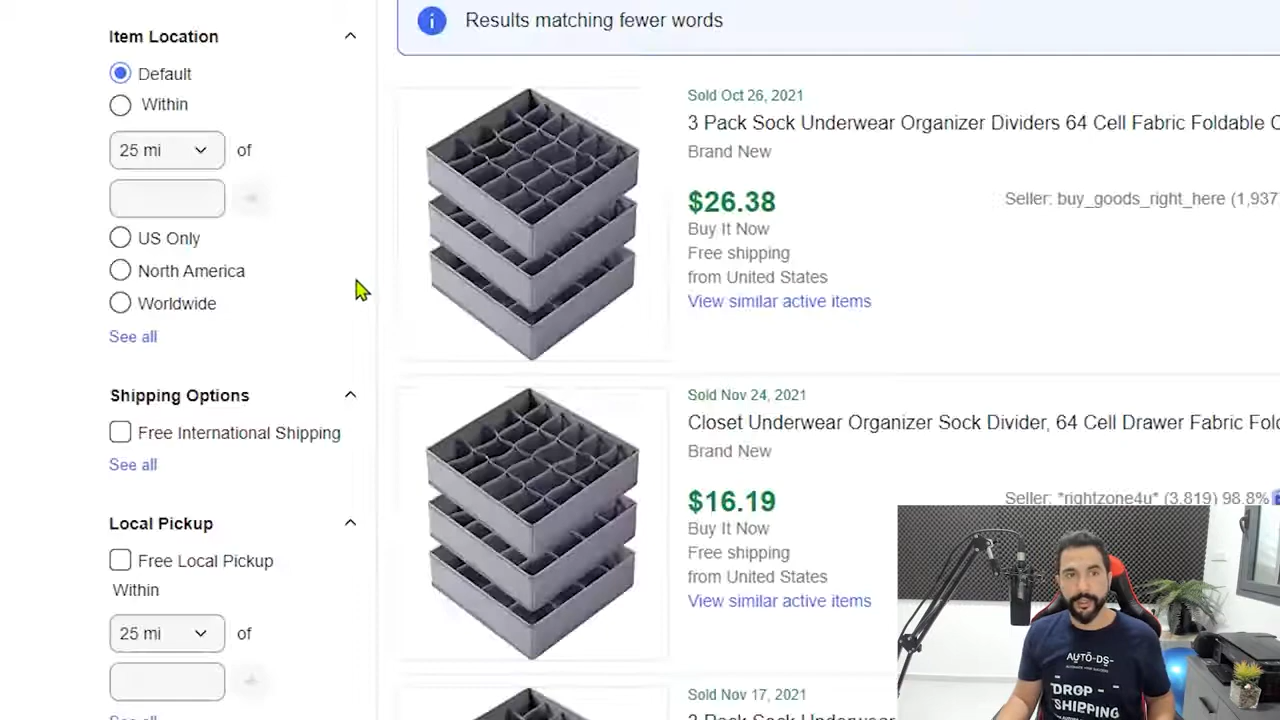 Item Location
Default
Within
25 mi of
US Only
North America
Worldwide
See all
Shipping Options
Free International Shipping
See all
Local Pickup
Free Local Pickup
Within
25 mi of
Results matching fewer words
Sold Oct 26, 2021
3 Pack Sock Underwear Organizer Dividers 64 Cell Fabric Foldable
Brand New
$26.38
Buy It Now
Free shipping
from United States
View similar active items
Seller: buy_goods_right_here (1,937
Sold Nov 24, 2021
Closet Underwear Organizer Sock Divider, 64 Cell Drawer Fabric
Brand New
$16.19
Buy It Now
Free shipping
from United States
View similar active items
Seller: *rightzone4u* (3,819) 98.8%
Sold Nov 17, 2021
3 Pack Sock Underwear
AUTO-DS-
DROP -
SHIPPING